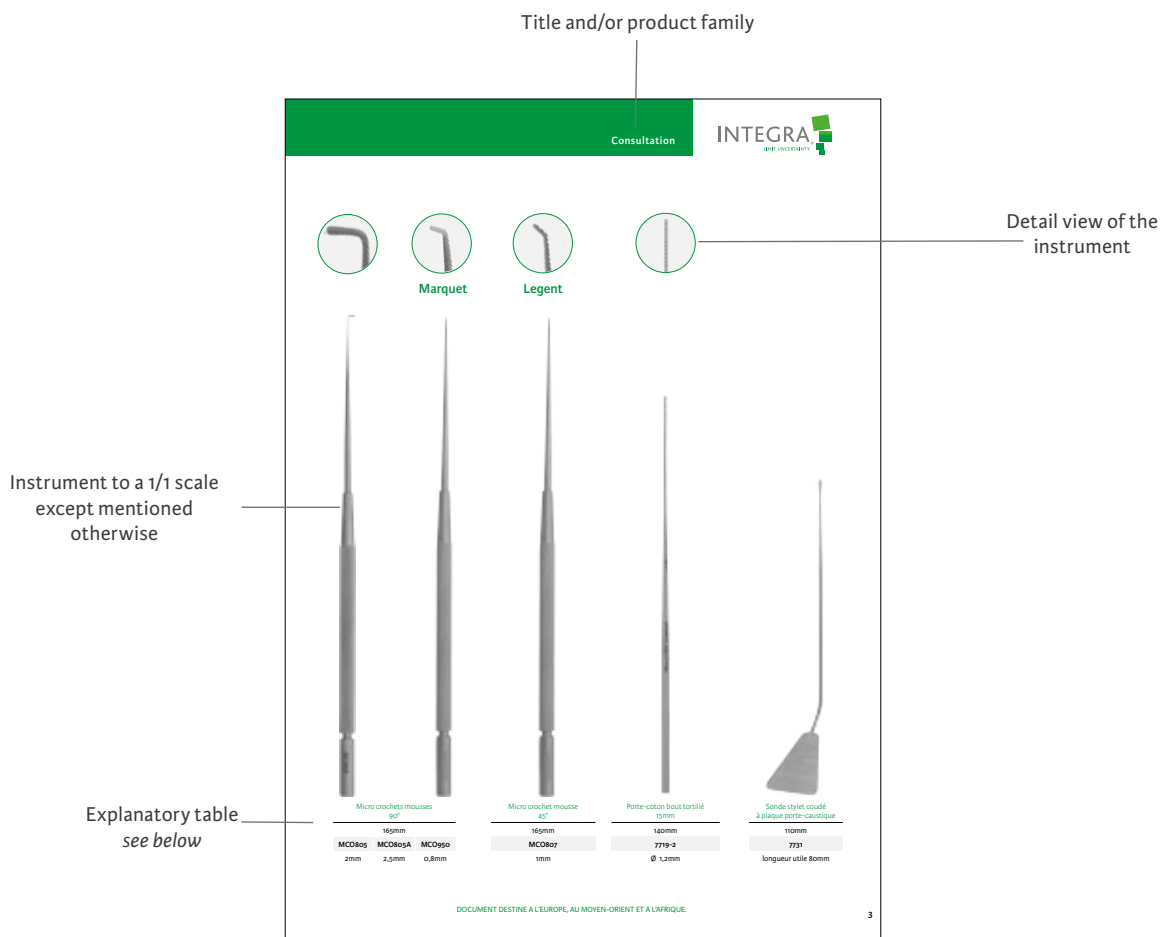 Title and/or product family
Consultation
INTEGRA
LIMIT UNCERTAINTY
Detail view of the
instrument
Marquet
Legent
Instrument to a 1/1 scale
except mentioned
otherwise
Explanatory table
see below
Micro crochets mousses
90°
165mm
MCO805 MCO805A MCO950
2mm 2,5mm 0,8mm
Micro crochet mousse
45°
165mm
MCO807
1mm
Porte-coton bout tortillé
15mm
140mm
7719-2
Ø 1,2mm
Sonde stylet coudé
à plaque porte-caustique
110mm
7731
longueur utile 80mm
DOCUMENT DESTINE A L'EUROPE, AU MOYEN-ORIENT ET A L'AFRIQUE.
3